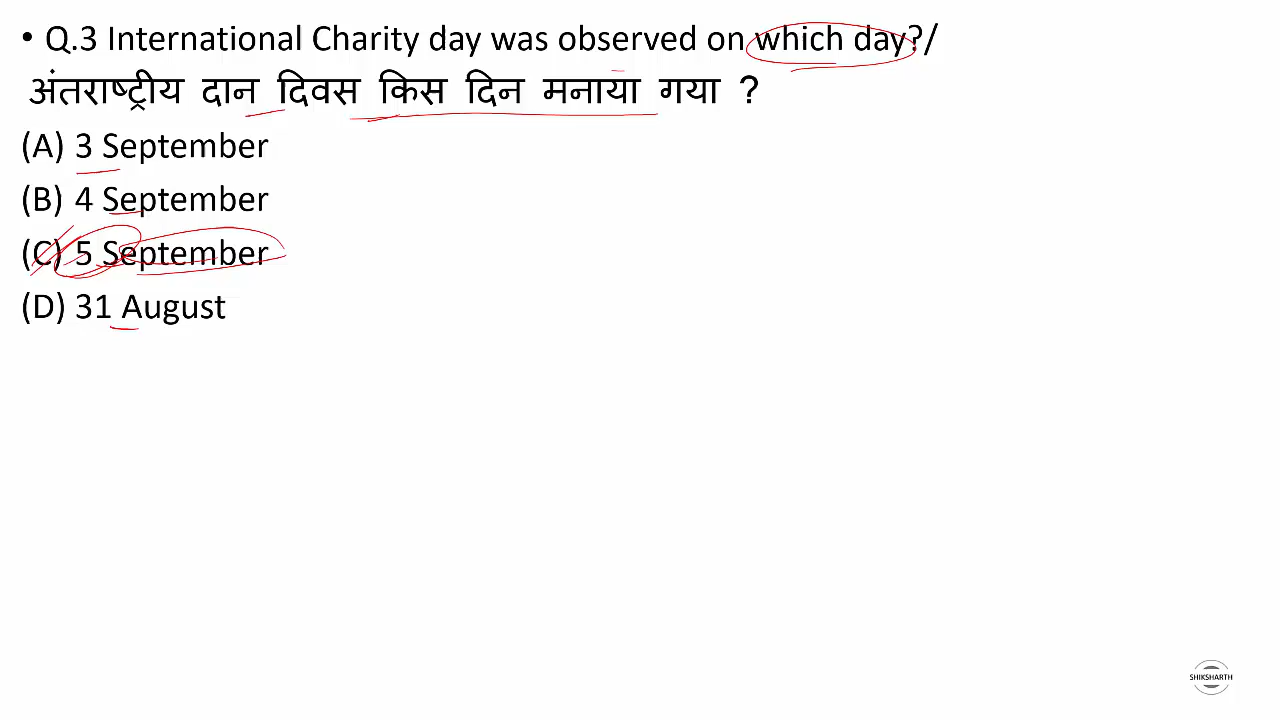 • Q.3 International Charity day was observed on which day?/
अंतराष्ट्रीय दान दिवस किस दिन मनाया गया ?
(A) 3 September
(B) 4 September
(C) 5 September
(D) 31 August
SHIKSHARTH